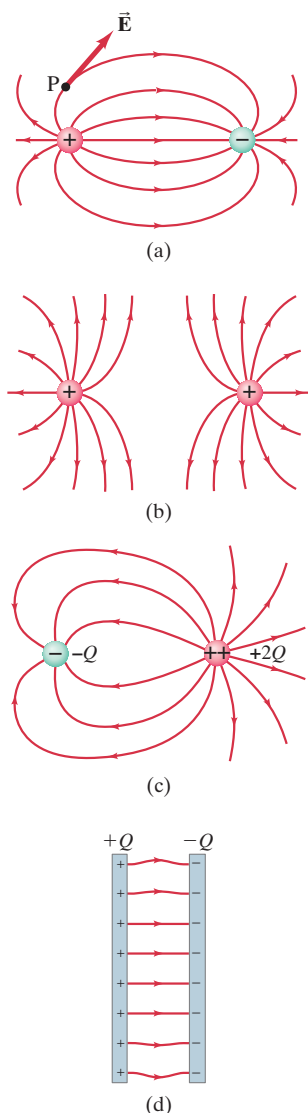 E
P
+ −
(a)
+ +
(b)
− −Q ++ +2Q
(c)
+Q −Q
+ −
+ −
+ −
+ −
+ −
+ −
+ −
+ −
(d)